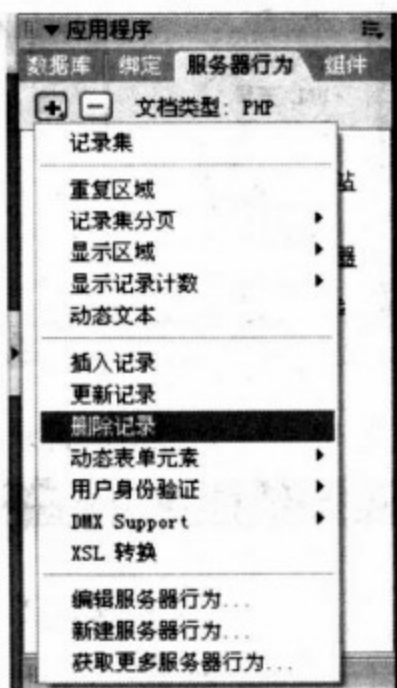 ▼应用程序
数据库 绑定 服务器行为 组件
文档类型: PHP
记录集
重复区域
记录集分页
显示区域
显示记录计数
动态文本
插入记录
更新记录
删除记录
动态表单元素
用户身份验证
DMX Support
XSL 转换
编辑服务器行为...
新建服务器行为...
获取更多服务器行为...
站
器